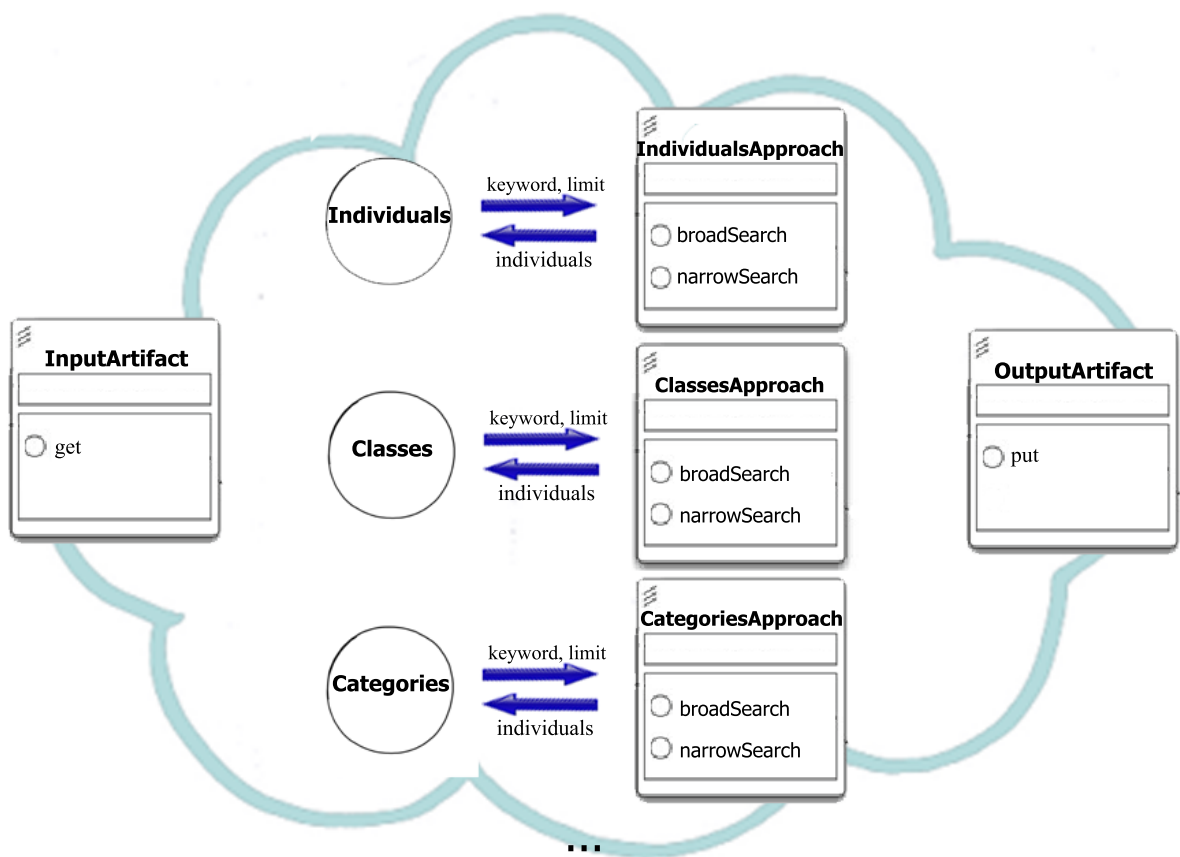 InputArtifact
get
Individuals
keyword, limit
individuals
IndividualsApproach
broadSearch
narrowSearch
Classes
keyword, limit
individuals
ClassesApproach
broadSearch
narrowSearch
Categories
keyword, limit
individuals
CategoriesApproach
broadSearch
narrowSearch
OutputArtifact
put
...